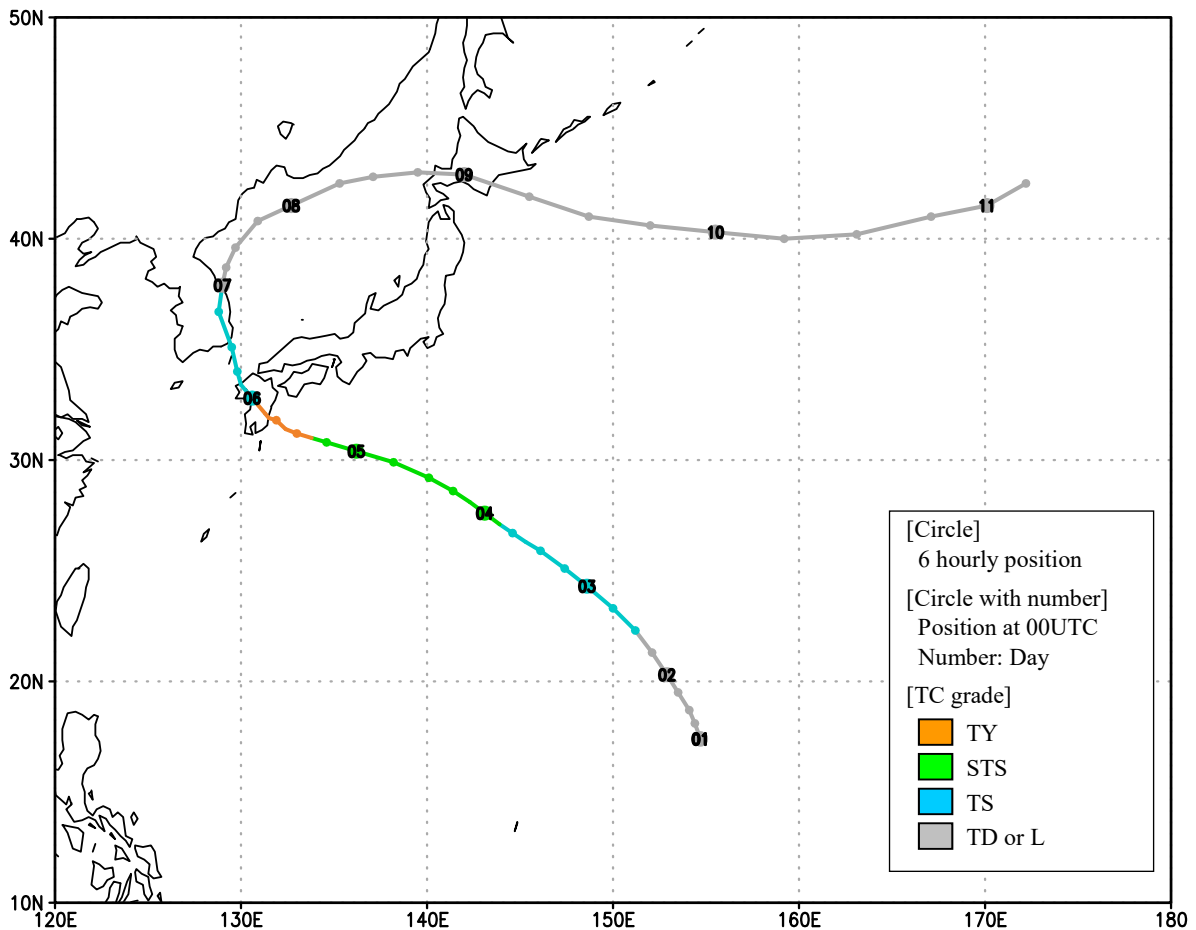 50N
40N
30N
20N
10N
120E
130E
140E
150E
160E
170E
180
09
08
11
10
07
06
05
04
03
02
01
[Circle]
6 hourly position
[Circle with number]
Position at 00UTC
Number: Day
[TC grade]
TY
STS
TS
TD or L